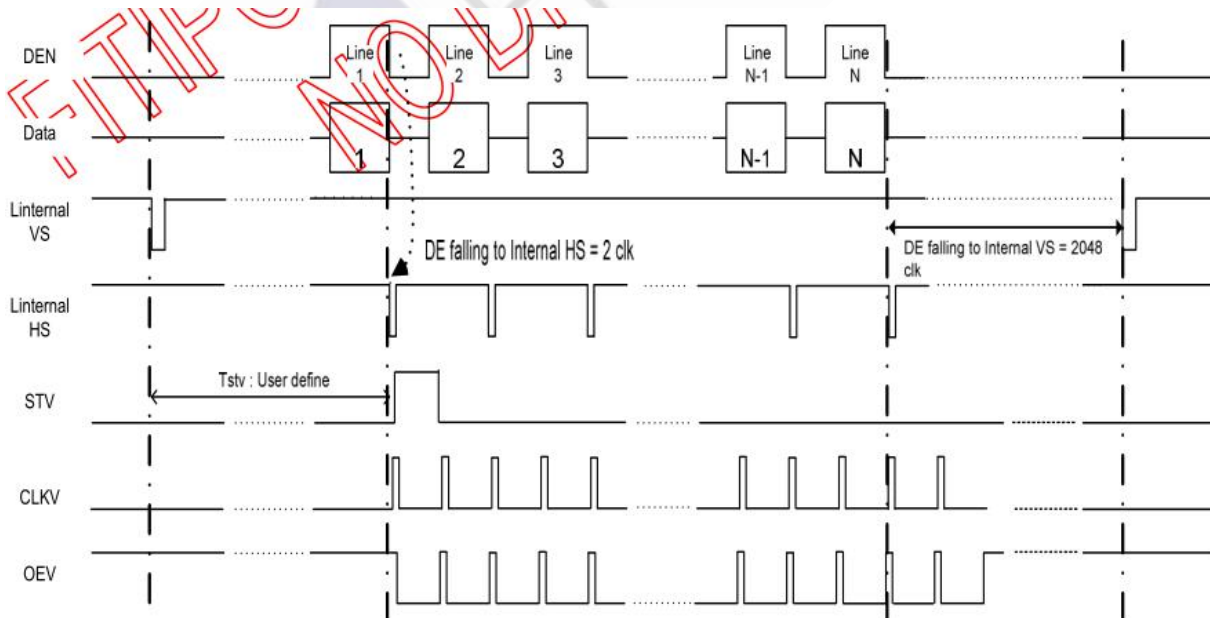 DEN
Line
1
Line
2
Line
3
Line
N-1
Line
N
Data
1
2
3
N-1
N
Linternal
VS
DE falling to Internal HS = 2 clk
DE falling to Internal VS = 2048
clk
Linternal
HS
Tstv : User define
STV
CLKV
OEV
NO